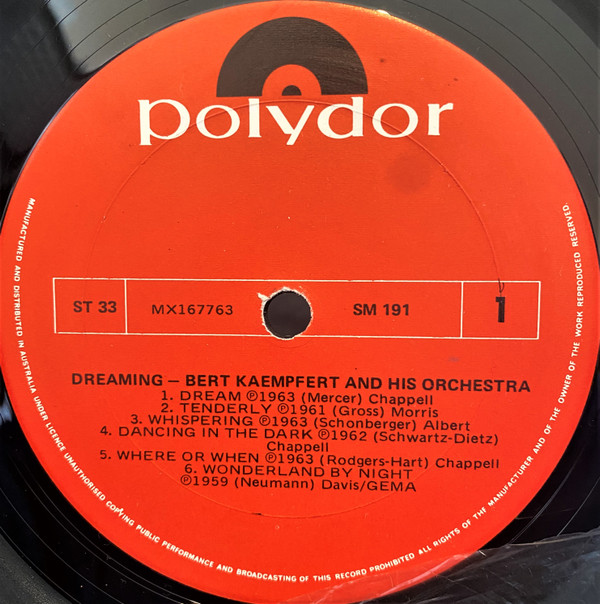 polydor
ST 33
MX167763
SM 191
1
DREAMING – BERT KAEMPFERT AND HIS ORCHESTRA
1. DREAM ℗1963 (Mercer) Chappell
2. TENDERLY ℗1961 (Gross) Morris
3. WHISPERING ℗1963 (Schonberger) Albert
4. DANCING IN THE DARK ℗1962 (Schwartz-Dietz)
Chappell
5. WHERE OR WHEN ℗1963 (Rodgers-Hart) Chappell
6. WONDERLAND BY NIGHT
℗1959 (Neumann) Davis/GEMA
MANUFACTURED AND DISTRIBUTED IN AUSTRALIA UNDER LICENCE UNAUTHORISED COPYING PUBLIC PERFORMANCE AND BROADCASTING OF THIS RECORD PROHIBITED ALL RIGHTS OF THE MANUFACTURER AND OF THE OWNER OF THE WORK REPRODUCED RESERVED.